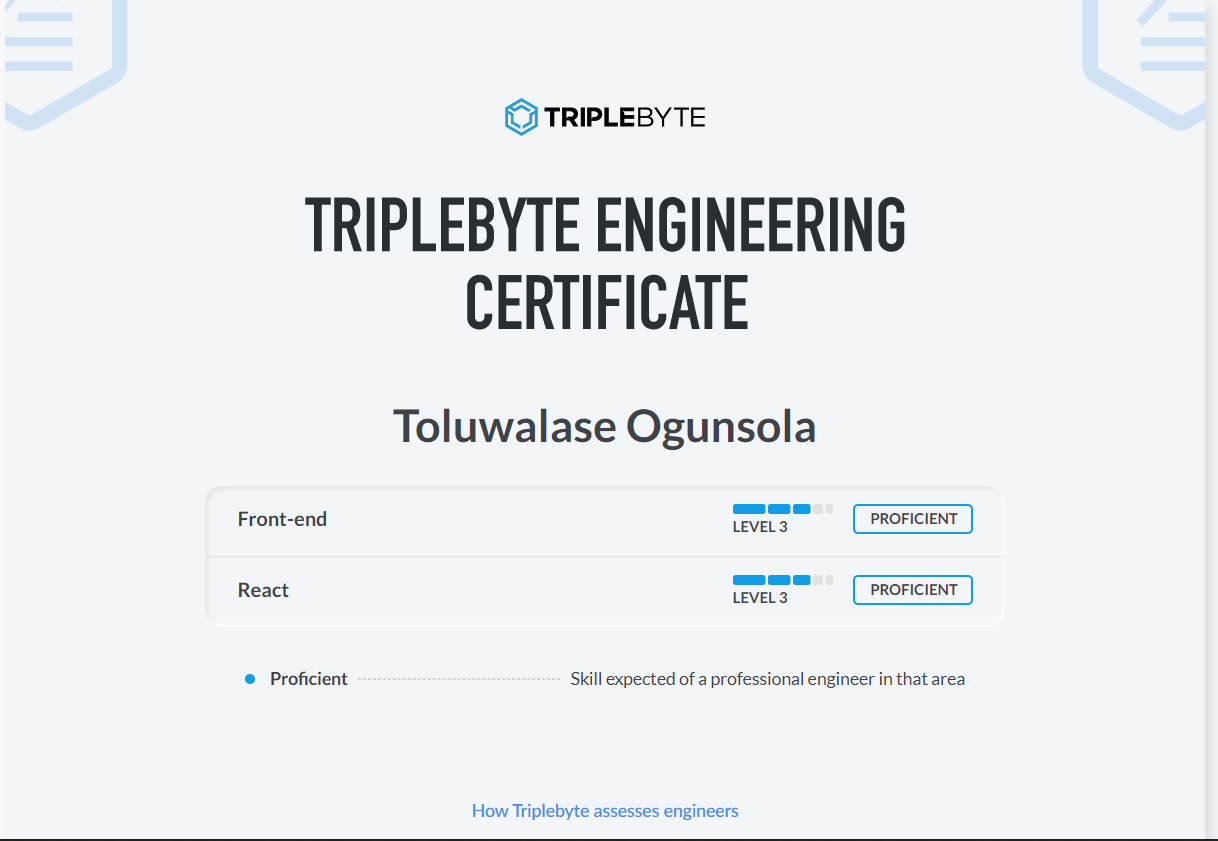 TRIPLEBYTE
TRIPLEBYTE ENGINEERING
CERTIFICATE
Toluwalase Ogunsola
Front-end
LEVEL 3
PROFICIENT
React
LEVEL 3
PROFICIENT
Proficient
Skill expected of a professional engineer in that area
How Triplebyte assesses engineers